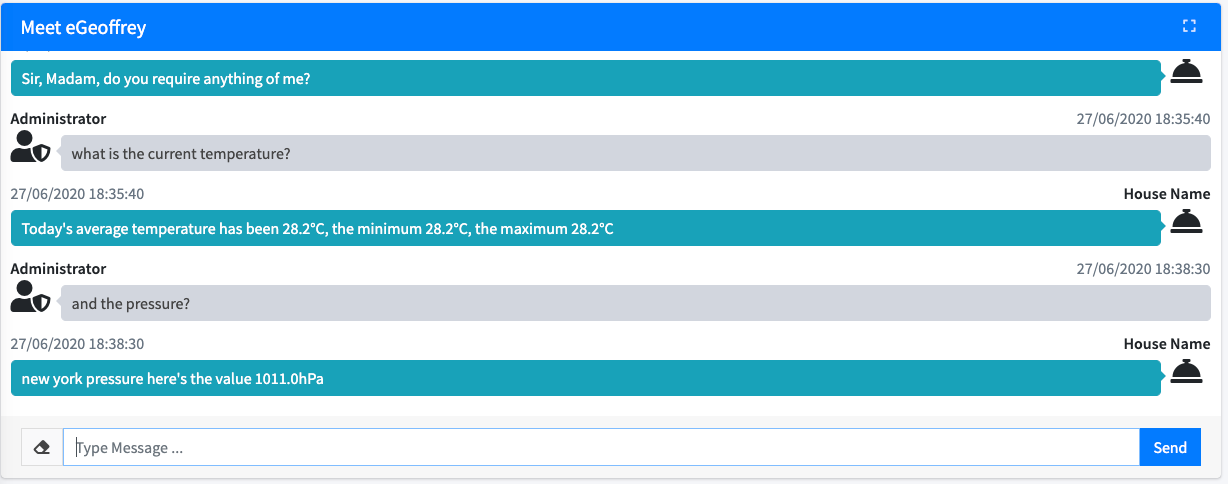 Meet eGeoffrey
Sir, Madam, do you require anything of me?
Administrator 27/06/2020 18:35:40
what is the current temperature?
27/06/2020 18:35:40 House Name
Today's average temperature has been 28.2°C, the minimum 28.2°C, the maximum 28.2°C
Administrator 27/06/2020 18:38:30
and the pressure?
27/06/2020 18:38:30 House Name
new york pressure here's the value 1011.0hPa
Type Message ... Send